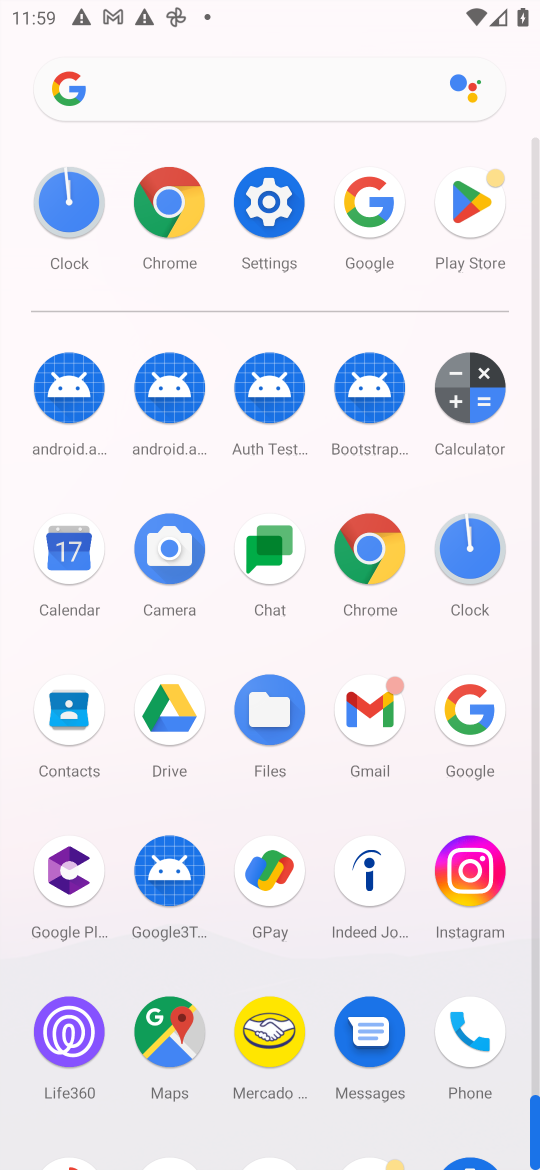 11:59
Clock Chrome Settings Google Play Store
android.a... android.a... Auth Test... Bootstrap... Calculator
17
Calendar Camera Chat Chrome Clock
Contacts Drive Files Gmail Google
Google Pl... Google3T... GPay Indeed Jo... Instagram
Life360 Maps Mercado ... Messages Phone